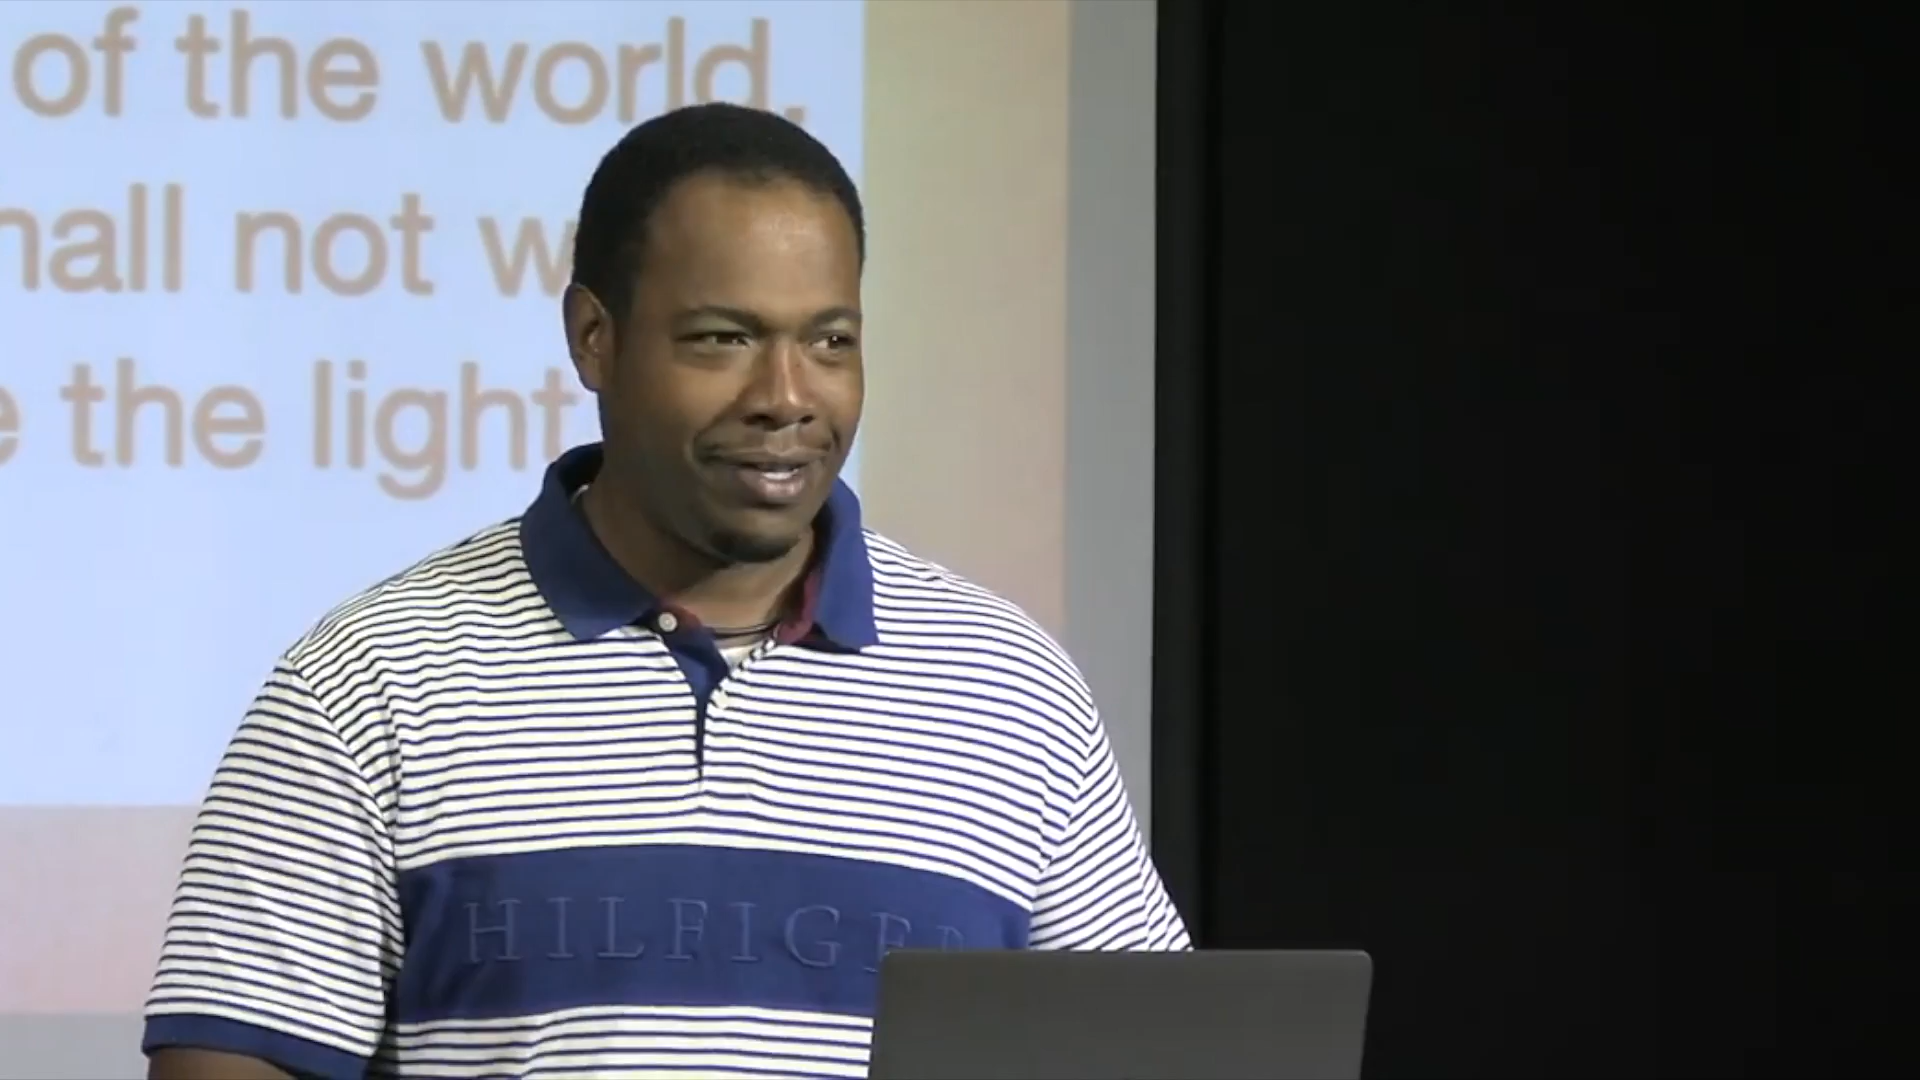 of the world.
hall not w
e the light
HILFIGER